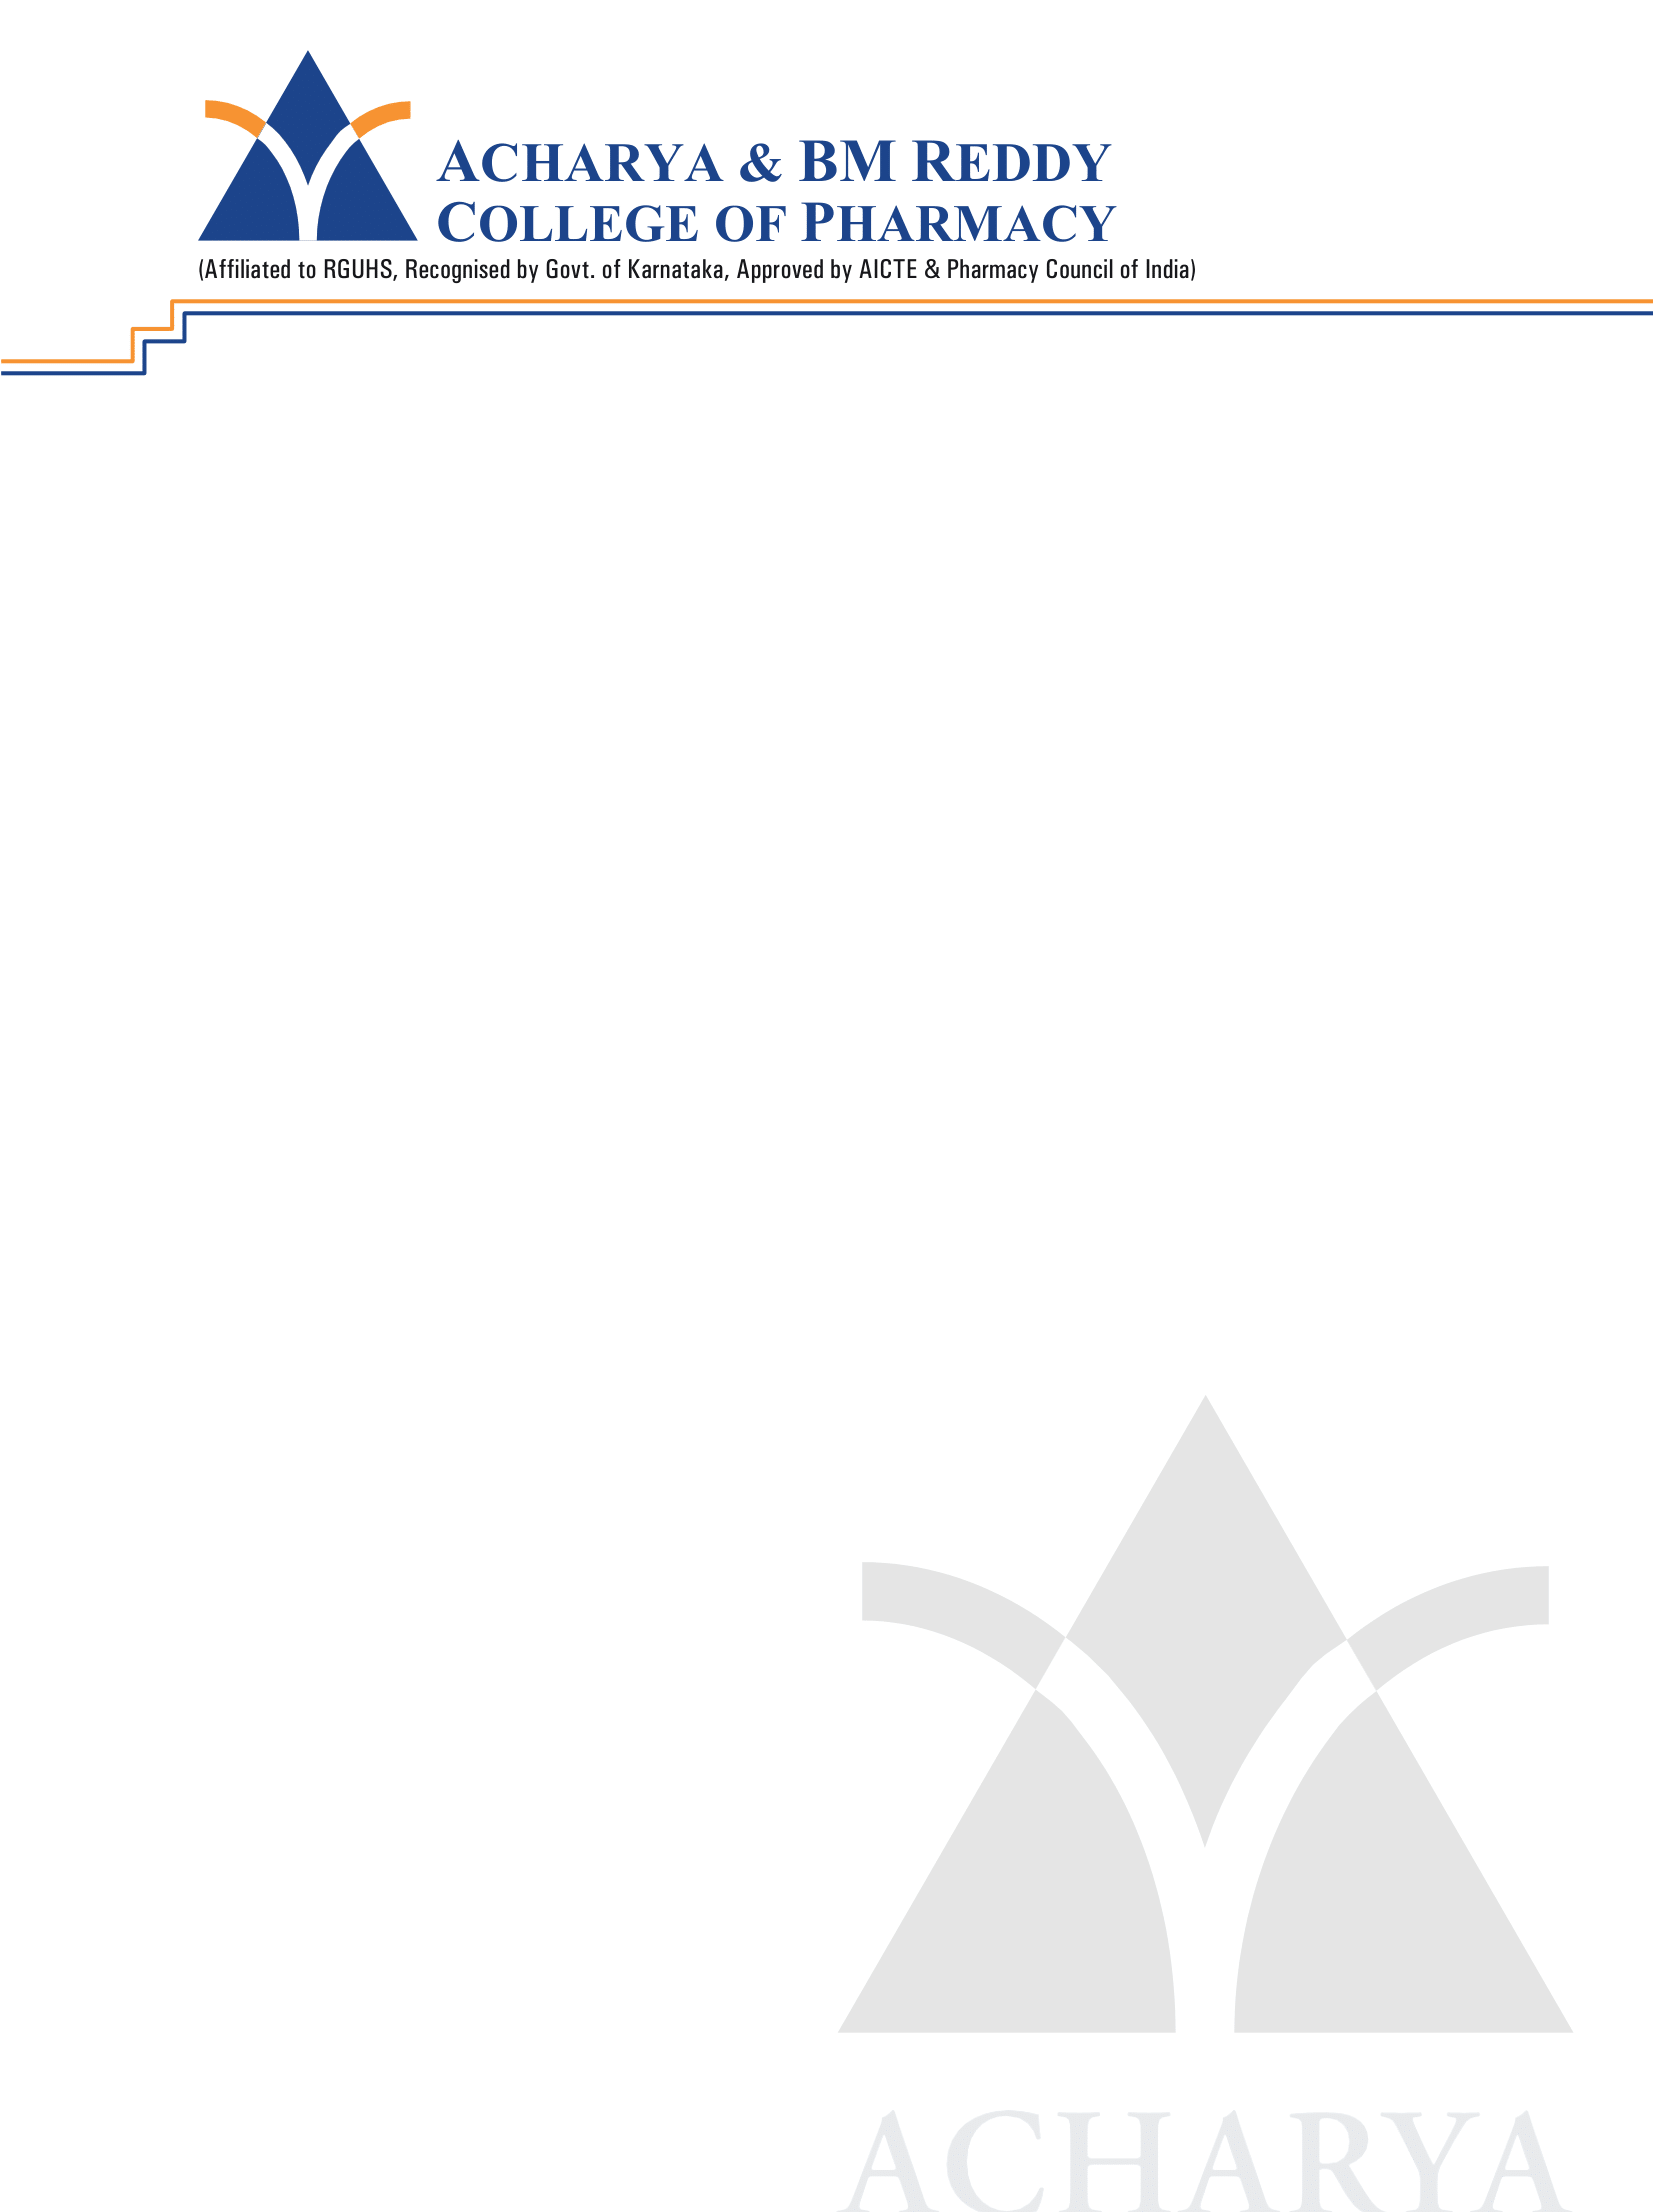 ACHARYA & BM REDDY
COLLEGE OF PHARMACY
(Affiliated to RGUHS, Recognised by Govt. of Karnataka, Approved by AICTE & Pharmacy Council of India)
ACHARYA